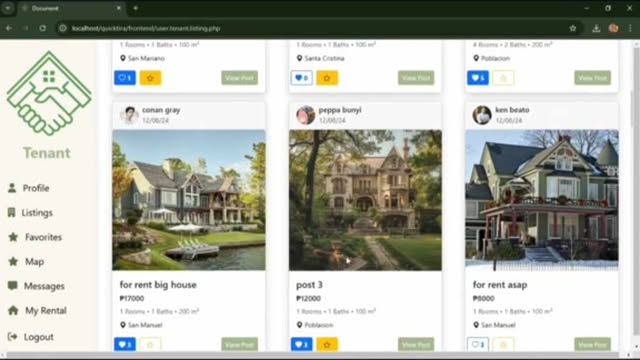 Document
localhost/quicktira/frontend/user.tenant.listing.php
Tenant
Profile
Listings
Favorites
Map
Messages
My Rental
Logout
1 Rooms • 1 Baths • 100 m²
San Mariano
1
View Post
1 Rooms • 1 Baths • 100 m²
Santa Cristina
0
View Post
4 Rooms • 2 Baths • 200 m²
Poblacion
5
View Post
conan gray
12/08/24
for rent big house
₱17000
1 Rooms • 1 Baths • 200 m²
San Manuel
3
View Post
peppa bunyi
12/08/24
post 3
₱12000
1 Rooms • 1 Baths • 100 m²
Poblacion
3
View Post
ken beato
12/08/24
for rent asap
₱8000
1 Rooms • 1 Baths • 100 m²
San Manuel
3
View Post